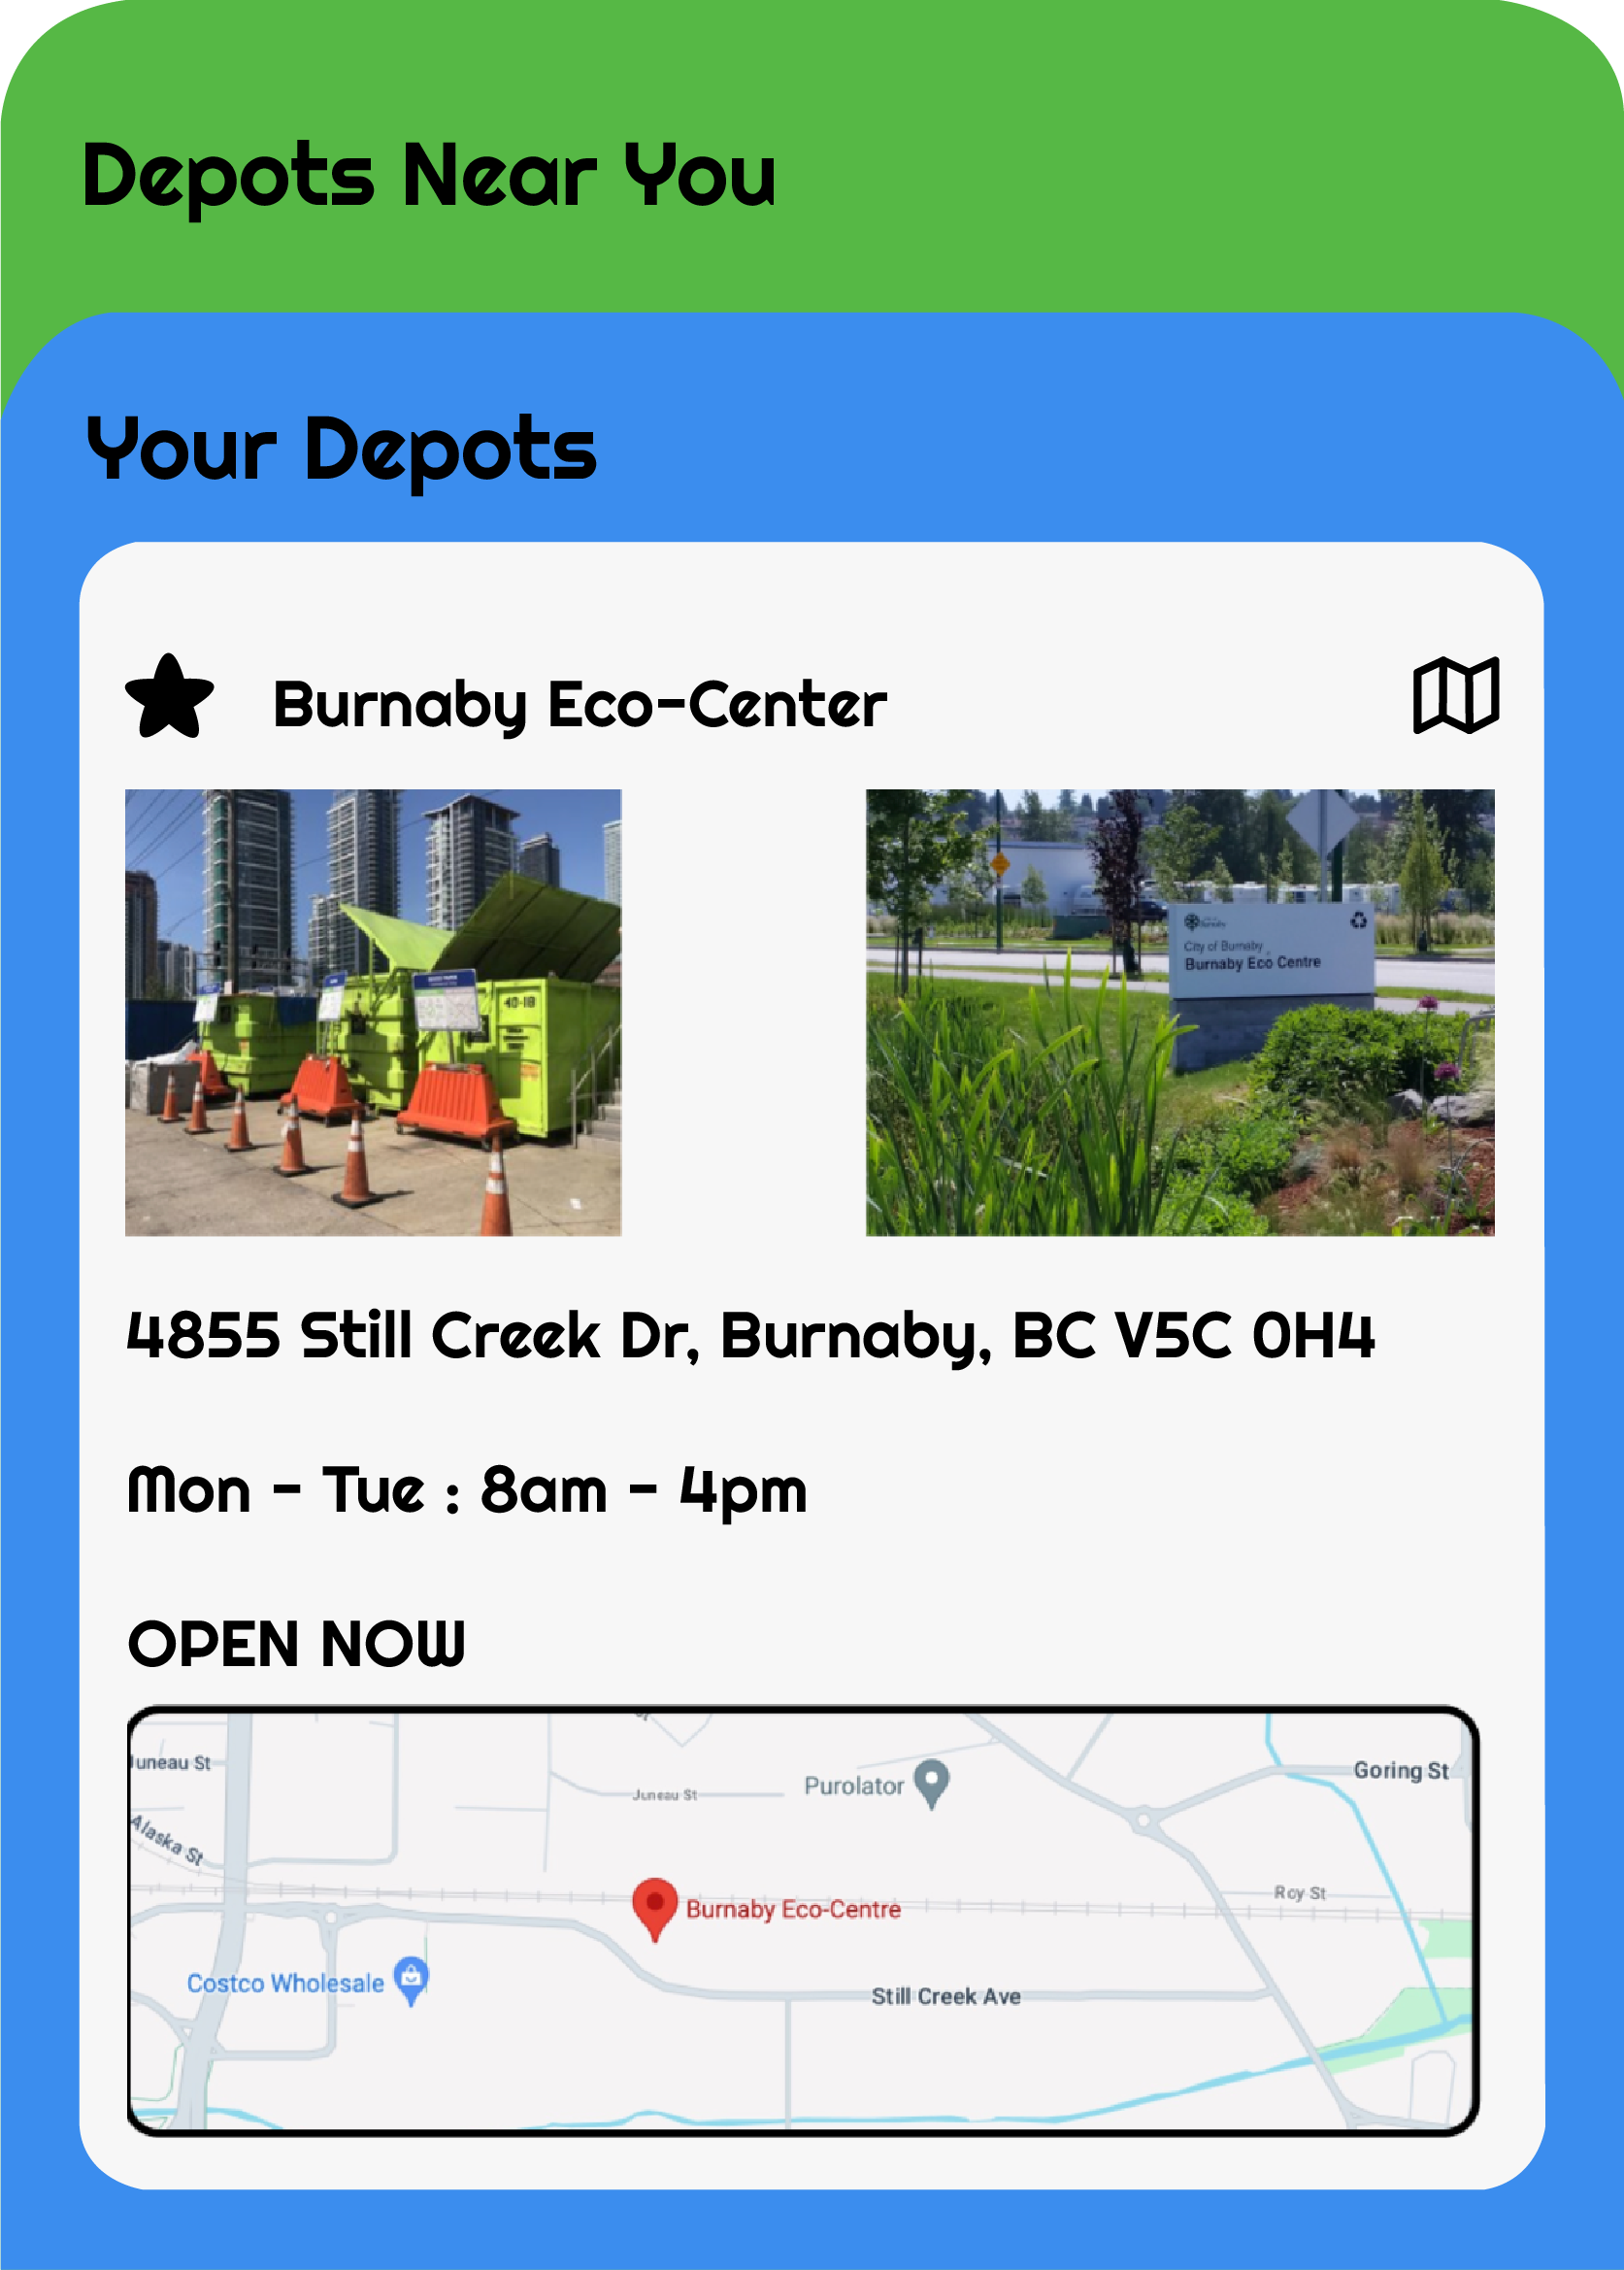 Depots Near You
Your Depots
Burnaby Eco-Center
40-18
City of Burnaby
Burnaby Eco Centre
4855 Still Creek Dr, Burnaby, BC V5C 0H4
Mon - Tue : 8am - 4pm
OPEN NOW
Juneau St
Purolator
Goring St
Juneau St
Alaska St
Roy St
Burnaby Eco-Centre
Costco Wholesale
Still Creek Ave